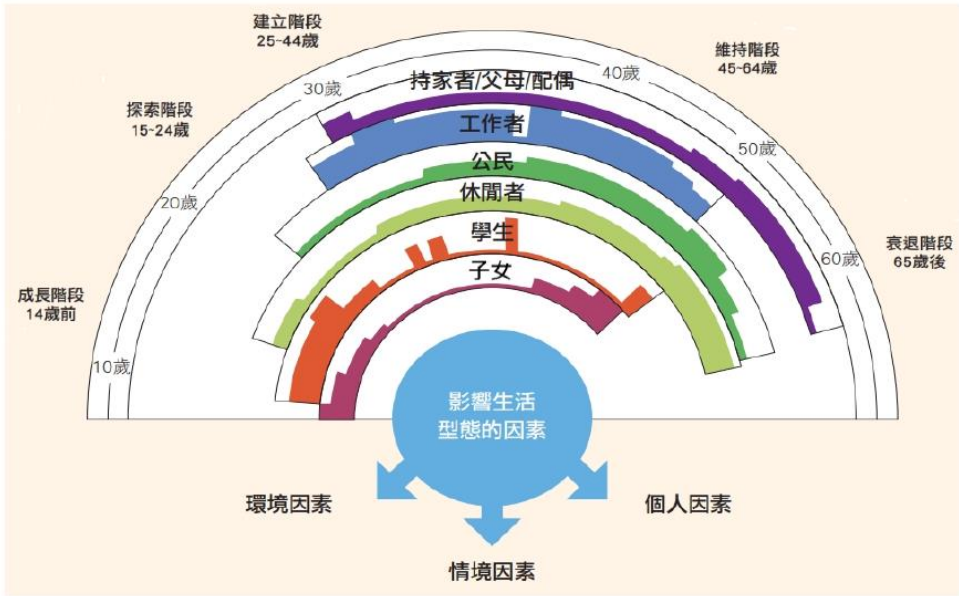 建立階段
25~44歲
維持階段
45~64歲
探索階段
15~24歲
成長階段
14歲前
衰退階段
65歲後
10歲
20歲
30歲
40歲
50歲
60歲
持家者/父母/配偶
工作者
公民
休閒者
學生
子女
影響生活
型態的因素
環境因素
個人因素
情境因素